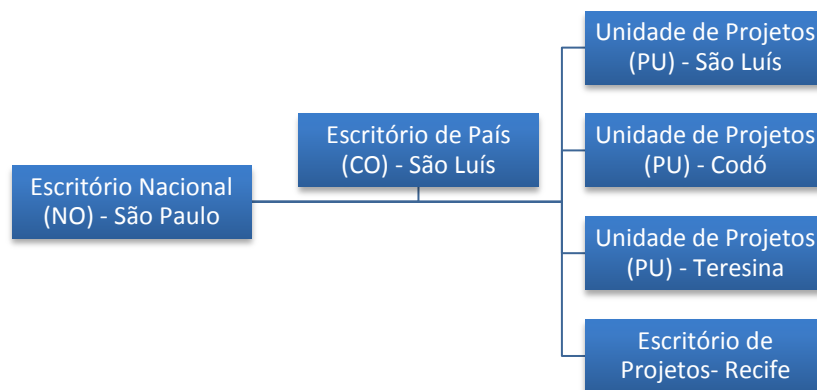 Escritório Nacional
(NO) - São Paulo
Escritório de País
(CO) - São Luís
Unidade de Projetos
(PU) - São Luís
Unidade de Projetos
(PU) - Codó
Unidade de Projetos
(PU) - Teresina
Escritório de
Projetos- Recife